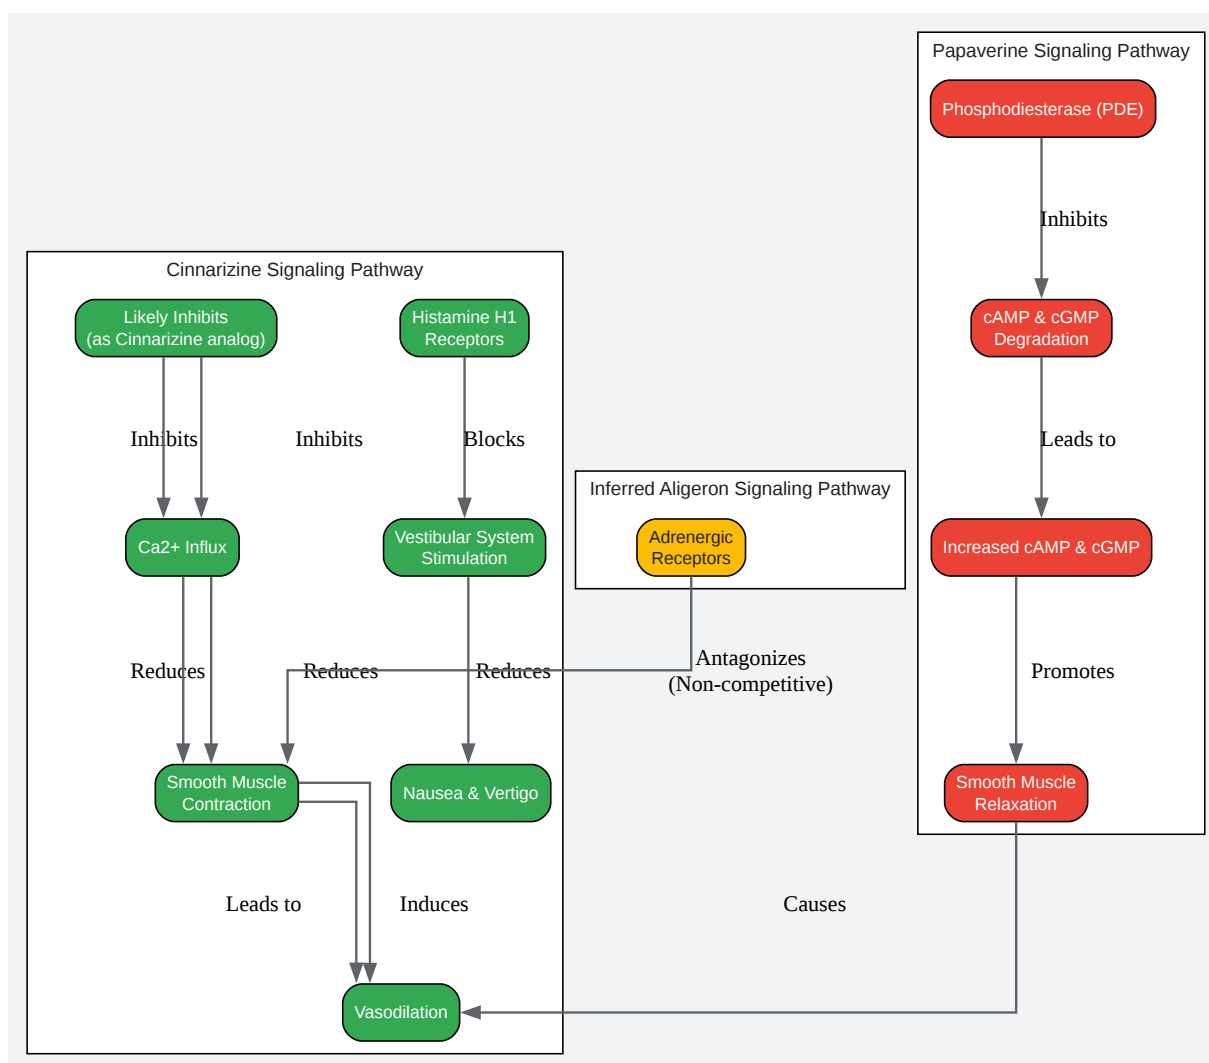 Papaverine Signaling Pathway
Phosphodiesterase (PDE)
Inhibits
cAMP & cGMP
Degradation
Leads to
Increased cAMP & cGMP
Promotes
Smooth Muscle
Relaxation
Causes
Cinnarizine Signaling Pathway
Likely Inhibits
(as Cinnarizine analog)
Histamine H1
Receptors
Inhibits
Inhibits
Blocks
Ca2+ Influx
Vestibular System
Stimulation
Reduces
Reduces
Reduces
Smooth Muscle
Contraction
Nausea & Vertigo
Leads to
Induces
Vasodilation
Inferred Aligeron Signaling Pathway
Adrenergic
Receptors
Antagonizes
(Non-competitive)